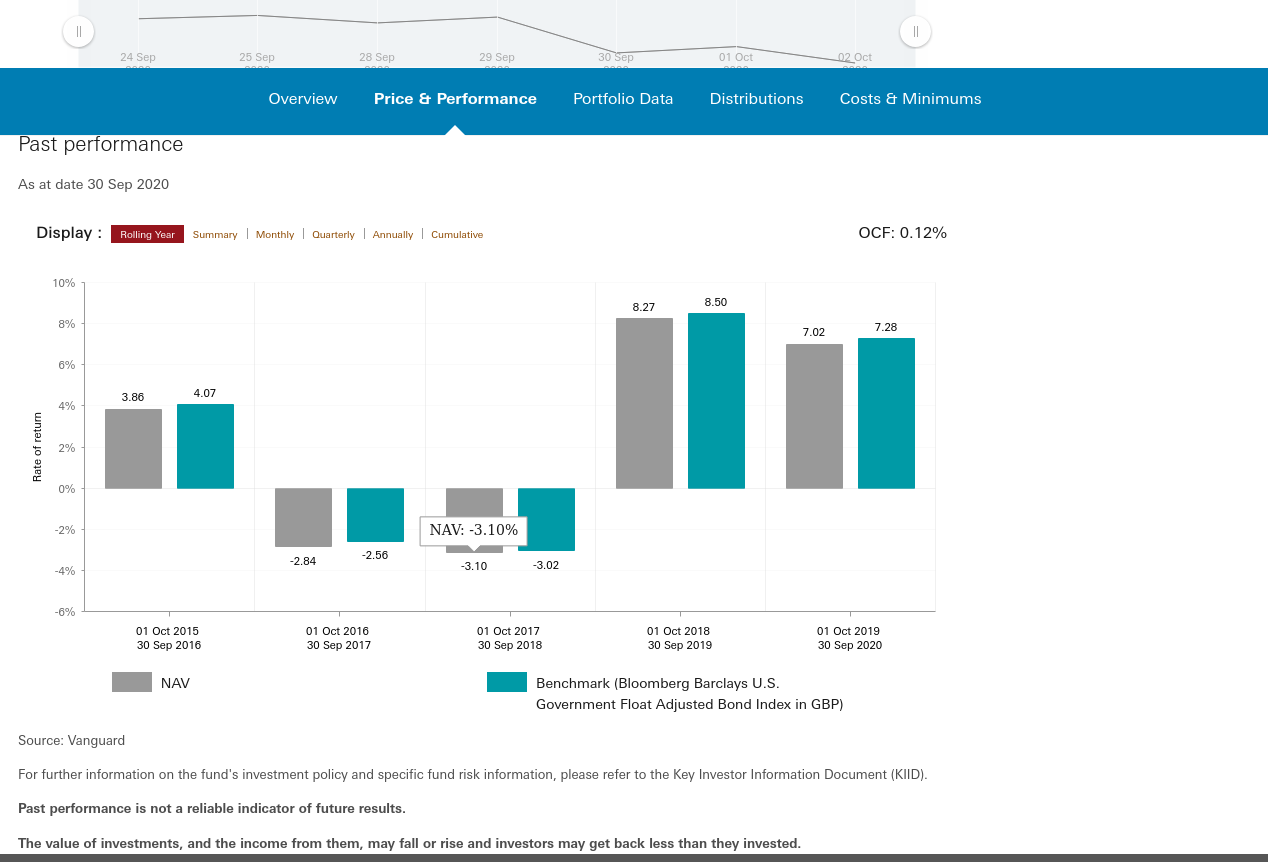 24 Sep 25 Sep 28 Sep 29 Sep 30 Sep 01 Oct 02 Oct
Overview Price & Performance Portfolio Data Distributions Costs & Minimums
Past performance
As at date 30 Sep 2020
Display : Rolling Year Summary Monthly Quarterly Annually Cumulative OCF: 0.12%
10%
8%
6%
4%
2%
0%
-2%
-4%
-6%
Rate of return
3.86
4.07
-2.84
-2.56
NAV: -3.10%
-3.10
-3.02
8.27
8.50
7.02
7.28
01 Oct 2015
30 Sep 2016
01 Oct 2016
30 Sep 2017
01 Oct 2017
30 Sep 2018
01 Oct 2018
30 Sep 2019
01 Oct 2019
30 Sep 2020
NAV
Benchmark (Bloomberg Barclays U.S.
Government Float Adjusted Bond Index in GBP)
Source: Vanguard
For further information on the fund's investment policy and specific fund risk information, please refer to the Key Investor Information Document (KIID).
Past performance is not a reliable indicator of future results.
The value of investments, and the income from them, may fall or rise and investors may get back less than they invested.